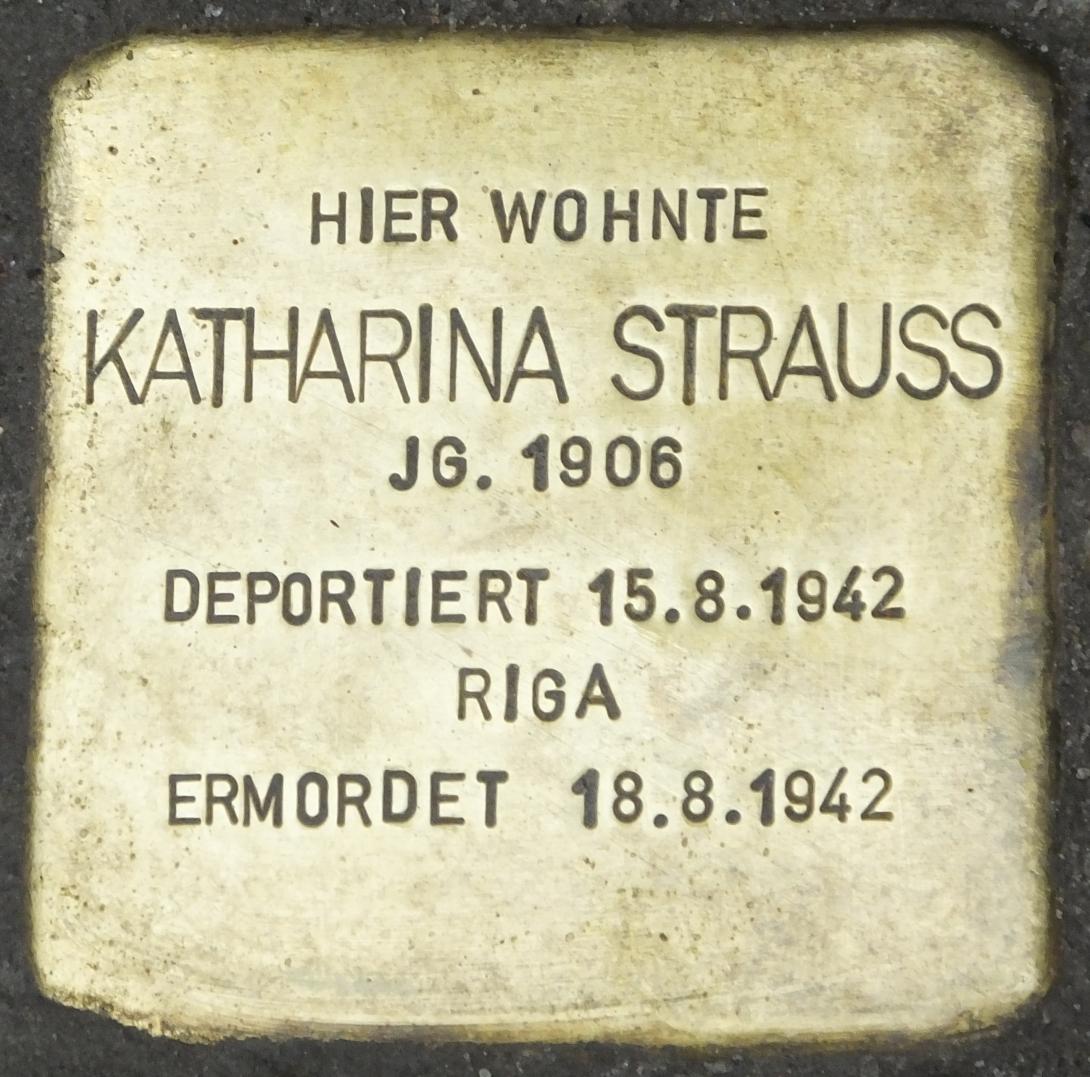 HIER WOHNTE
KATHARINA STRAUSS
JG. 1906
DEPORTIERT 15.8.1942
RIGA
ERMORDET 18.8.1942